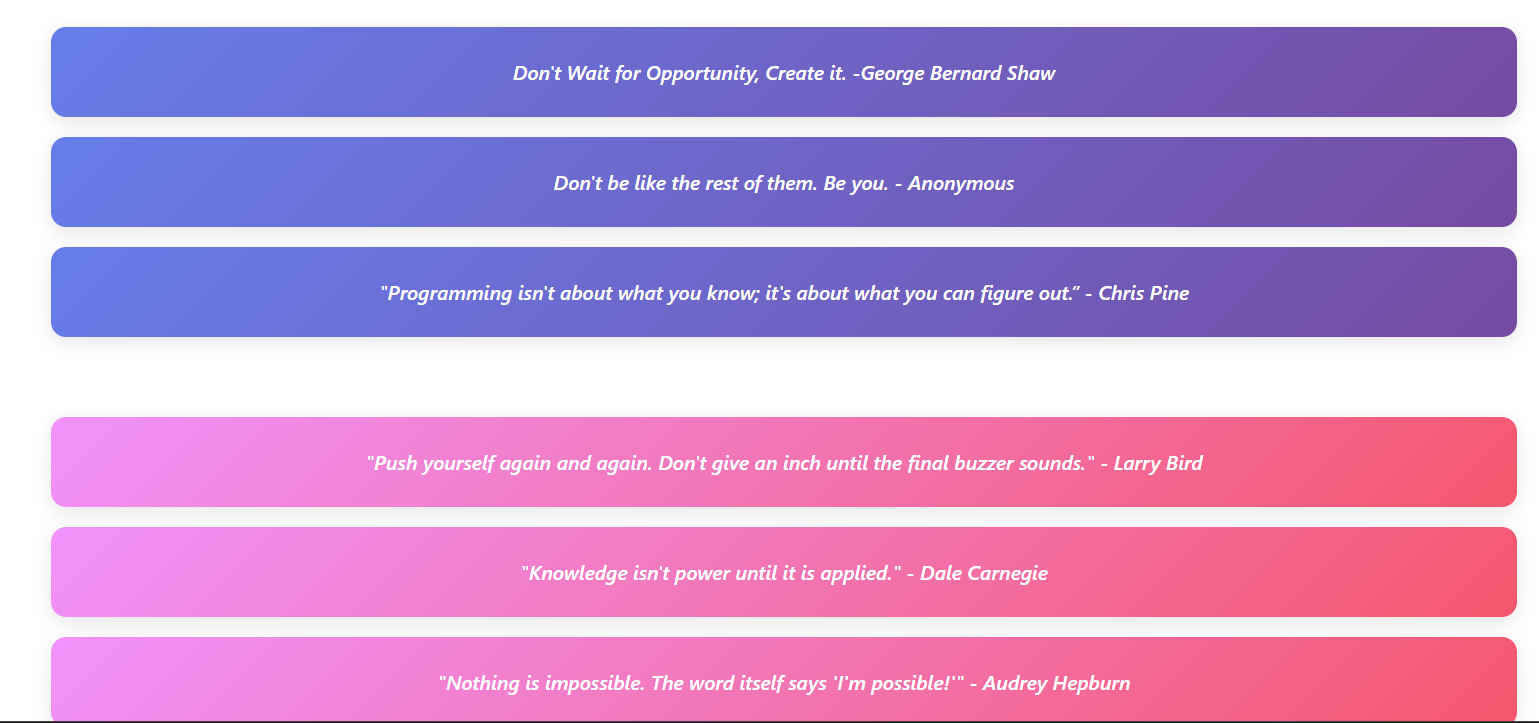 Don't Wait for Opportunity, Create it. -George Bernard Shaw
Don't be like the rest of them. Be you. - Anonymous
"Programming isn't about what you know; it's about what you can figure out.” - Chris Pine
"Push yourself again and again. Don't give an inch until the final buzzer sounds." - Larry Bird
"Knowledge isn't power until it is applied." - Dale Carnegie
"Nothing is impossible. The word itself says 'I'm possible!'" - Audrey Hepburn